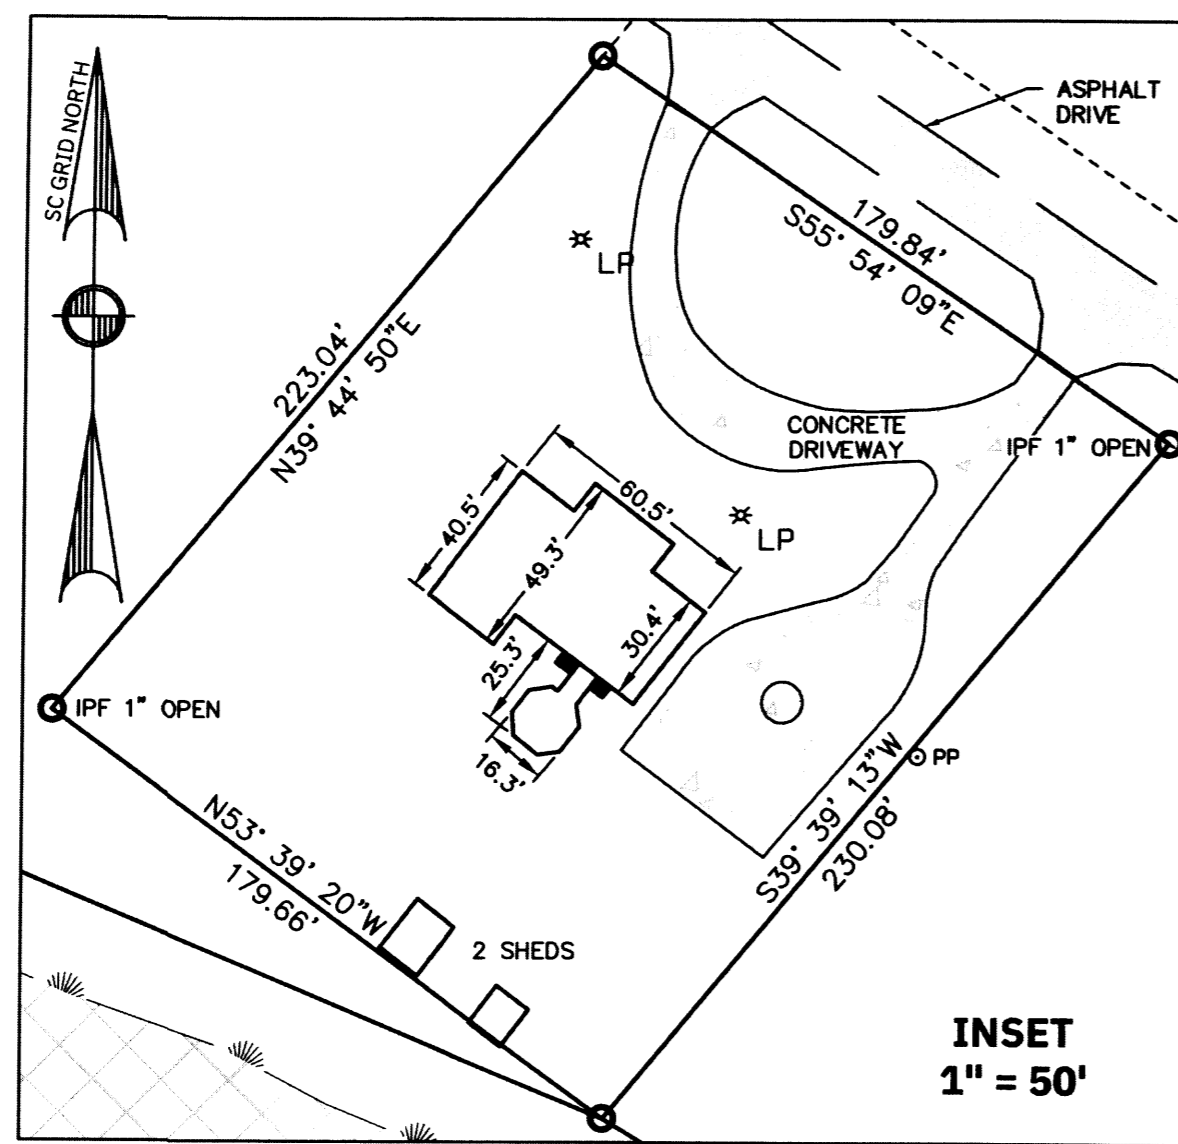 SC GRID NORTH
ASPHALT
DRIVE
179.84'
S55° 54' 09"E
LP
223.04'
N39° 44' 50"E
CONCRETE
DRIVEWAY
IPF 1" OPEN
60.5'
40.5'
LP
49.3'
30.4'
25.3'
IPF 1" OPEN
16.3'
PP
S39° 39' 13"W
230.08'
N53° 39' 20"W
179.66'
2 SHEDS
INSET
1" = 50'